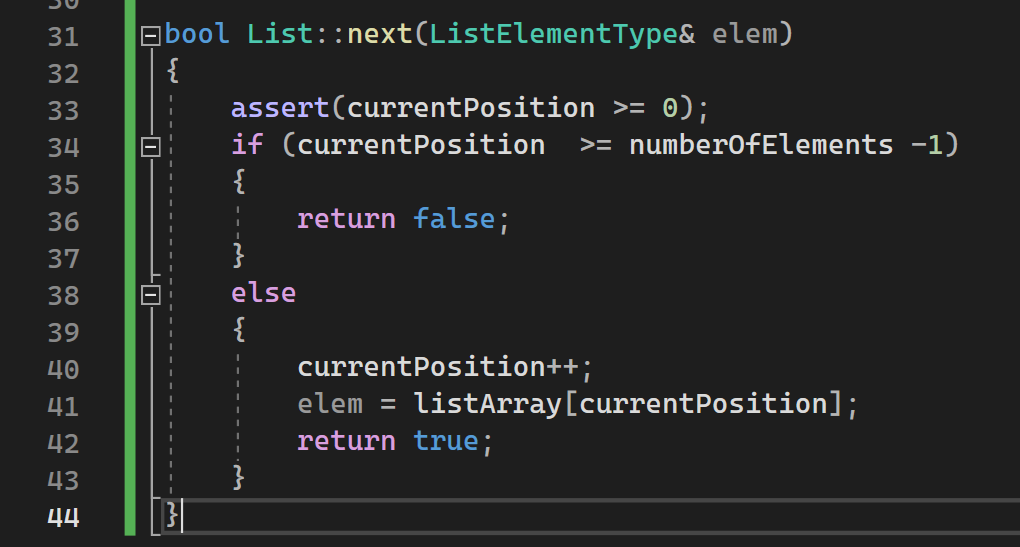 30
31 bool List::next(ListElementType& elem)
32 {
33     assert(currentPosition >= 0);
34     if (currentPosition  >= numberOfElements -1)
35     {
36         return false;
37     }
38     else
39     {
40         currentPosition++;
41         elem = listArray[currentPosition];
42         return true;
43     }
44 }